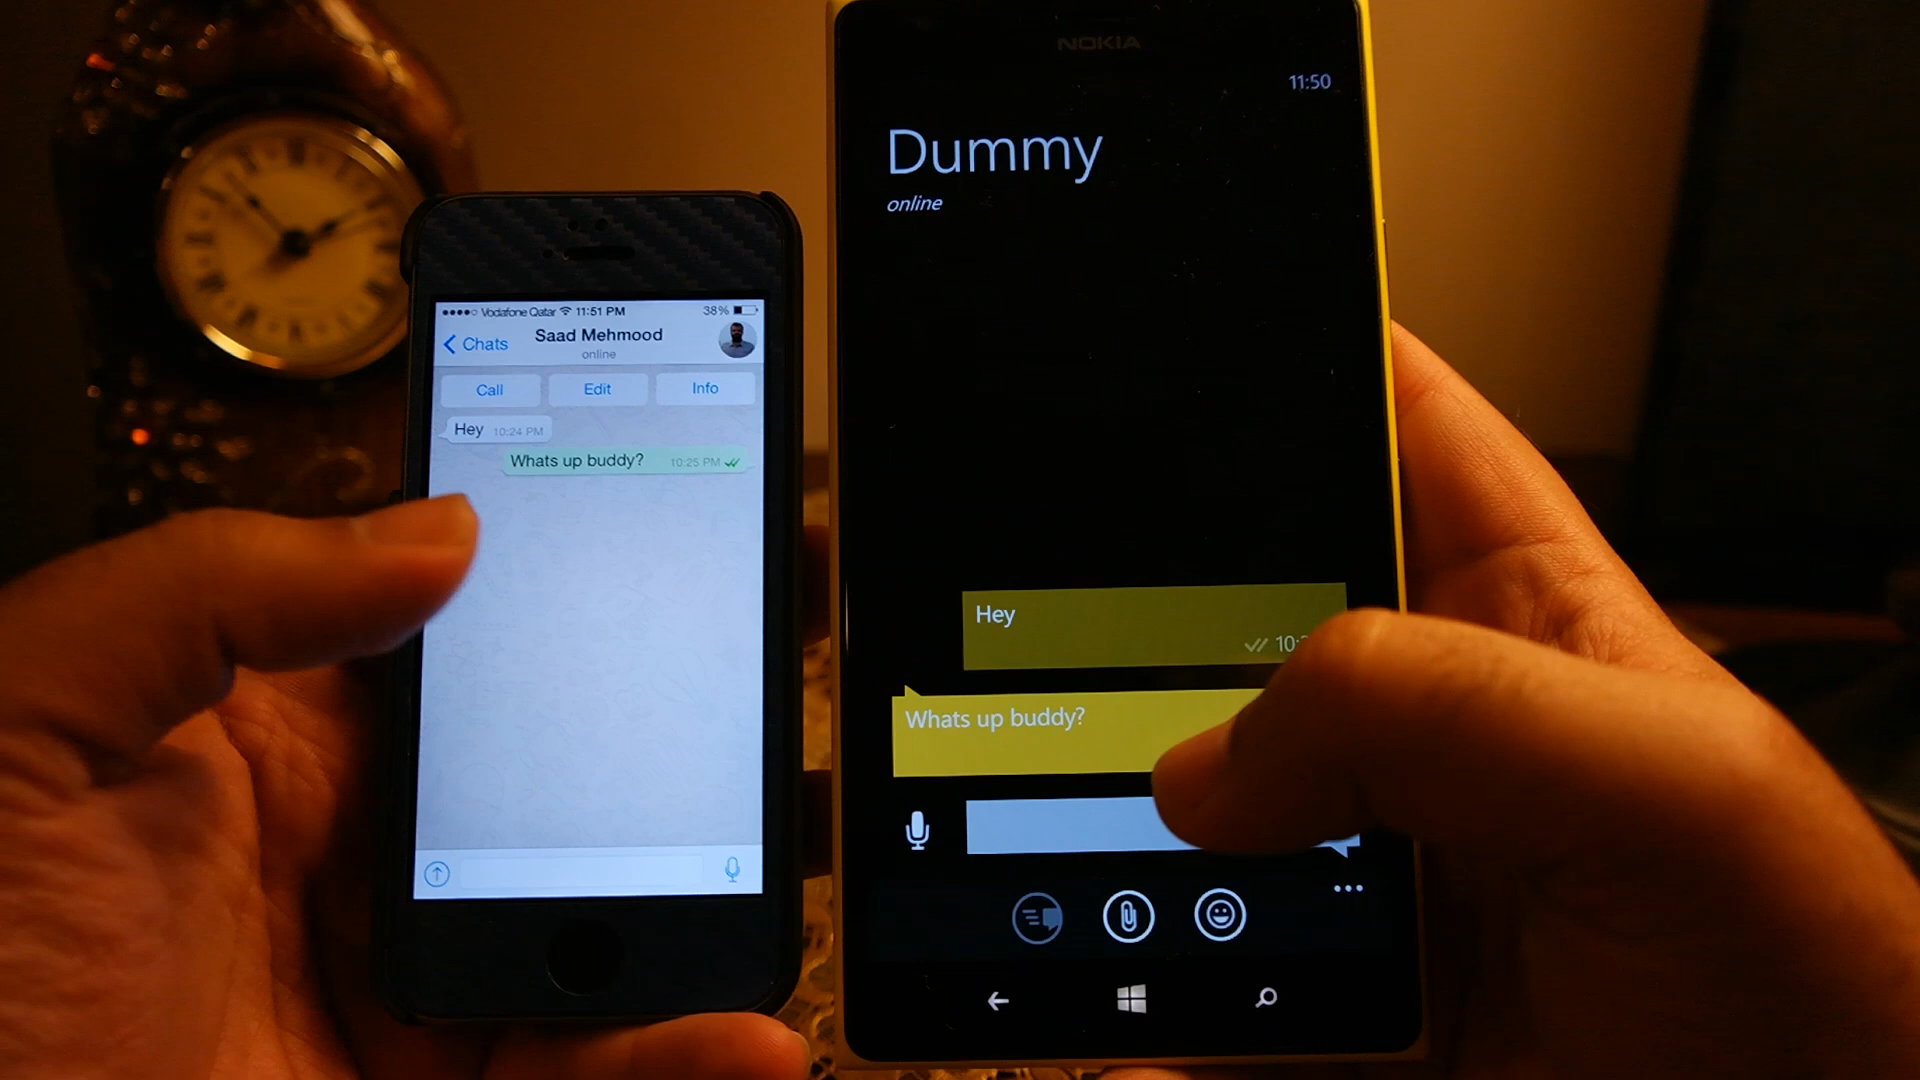 Vodafone Qatar 11:51 PM 38%
Chats
Saad Mehmood
online
Call Edit Info
Hey 10:24 PM
Whats up buddy? 10:25 PM
NOKIA
11:50
Dummy
online
Hey
10:
Whats up buddy?